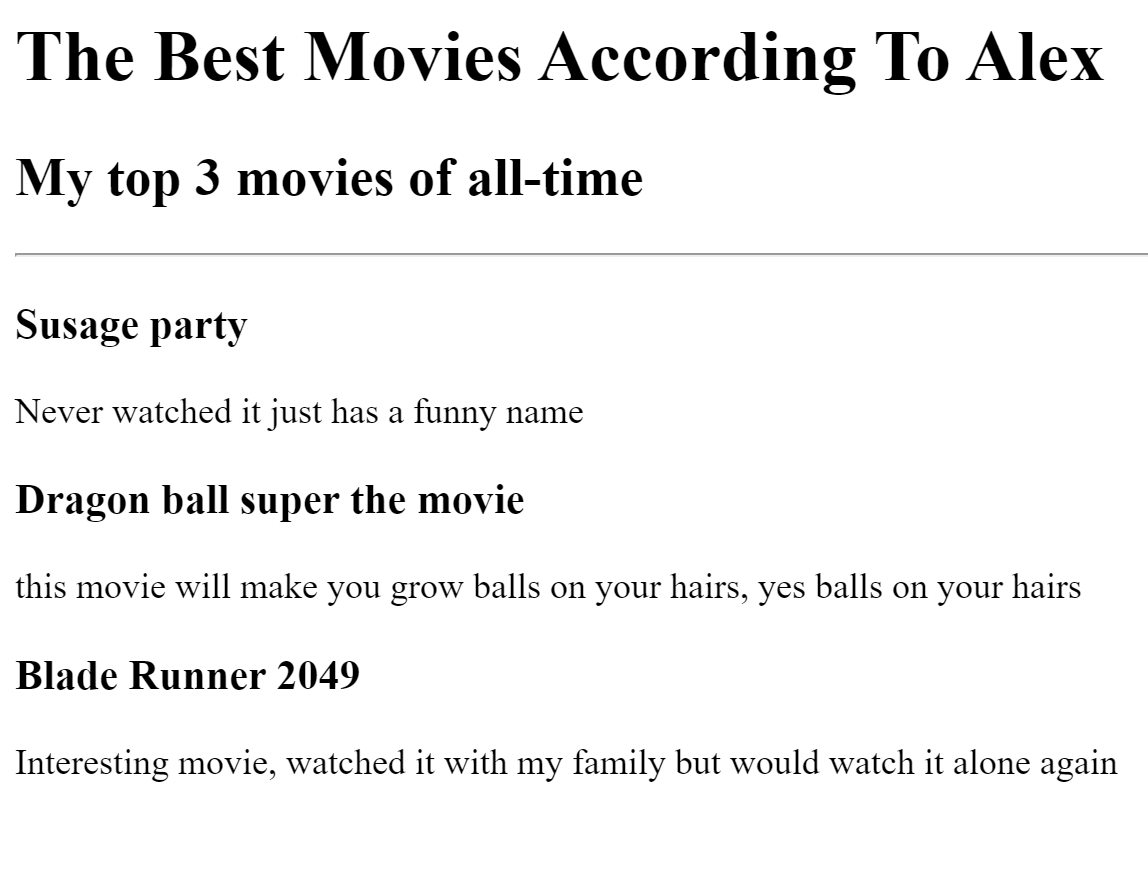 The Best Movies According To Alex
My top 3 movies of all-time
Susage party
Never watched it just has a funny name
Dragon ball super the movie
this movie will make you grow balls on your hairs, yes balls on your hairs
Blade Runner 2049
Interesting movie, watched it with my family but would watch it alone again